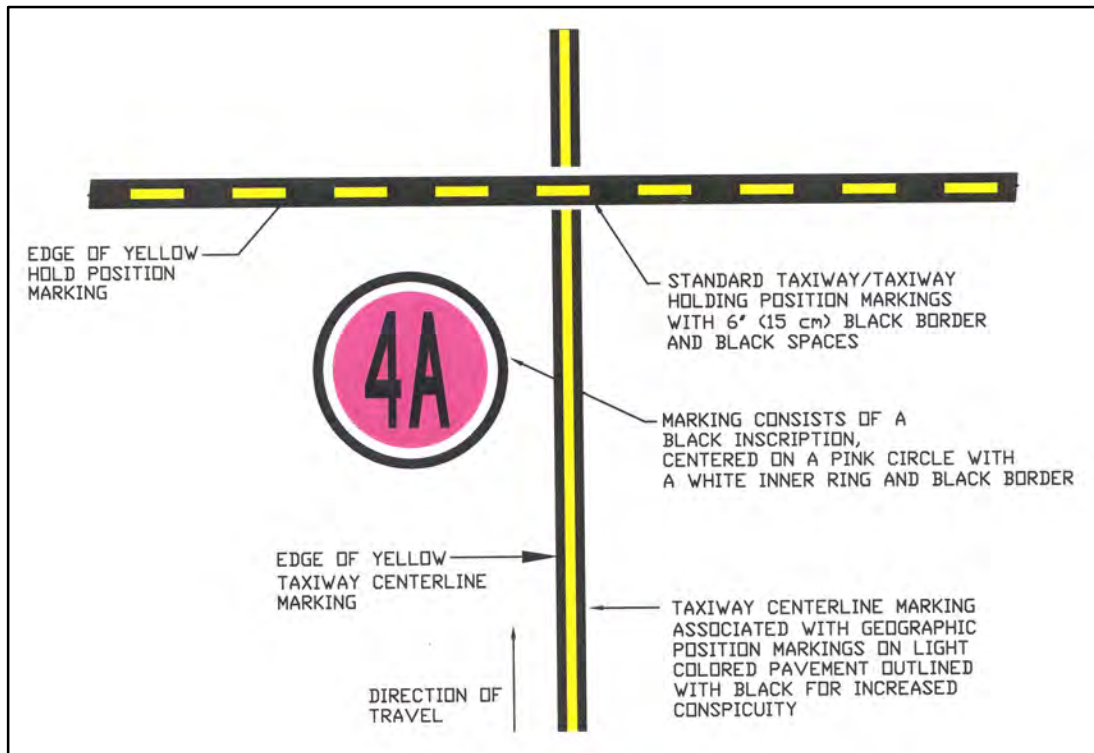 EDGE OF YELLOW
HOLD POSITION
MARKING
4A
STANDARD TAXIWAY/TAXIWAY
HOLDING POSITION MARKINGS
WITH 6" (15 cm) BLACK BORDER
AND BLACK SPACES
MARKING CONSISTS OF A
BLACK INSCRIPTION,
CENTERED ON A PINK CIRCLE WITH
A WHITE INNER RING AND BLACK BORDER
EDGE OF YELLOW
TAXIWAY CENTERLINE
MARKING
TAXIWAY CENTERLINE MARKING
ASSOCIATED WITH GEOGRAPHIC
POSITION MARKINGS ON LIGHT
COLORED PAVEMENT OUTLINED
WITH BLACK FOR INCREASED
CONSPICUITY
DIRECTION OF
TRAVEL